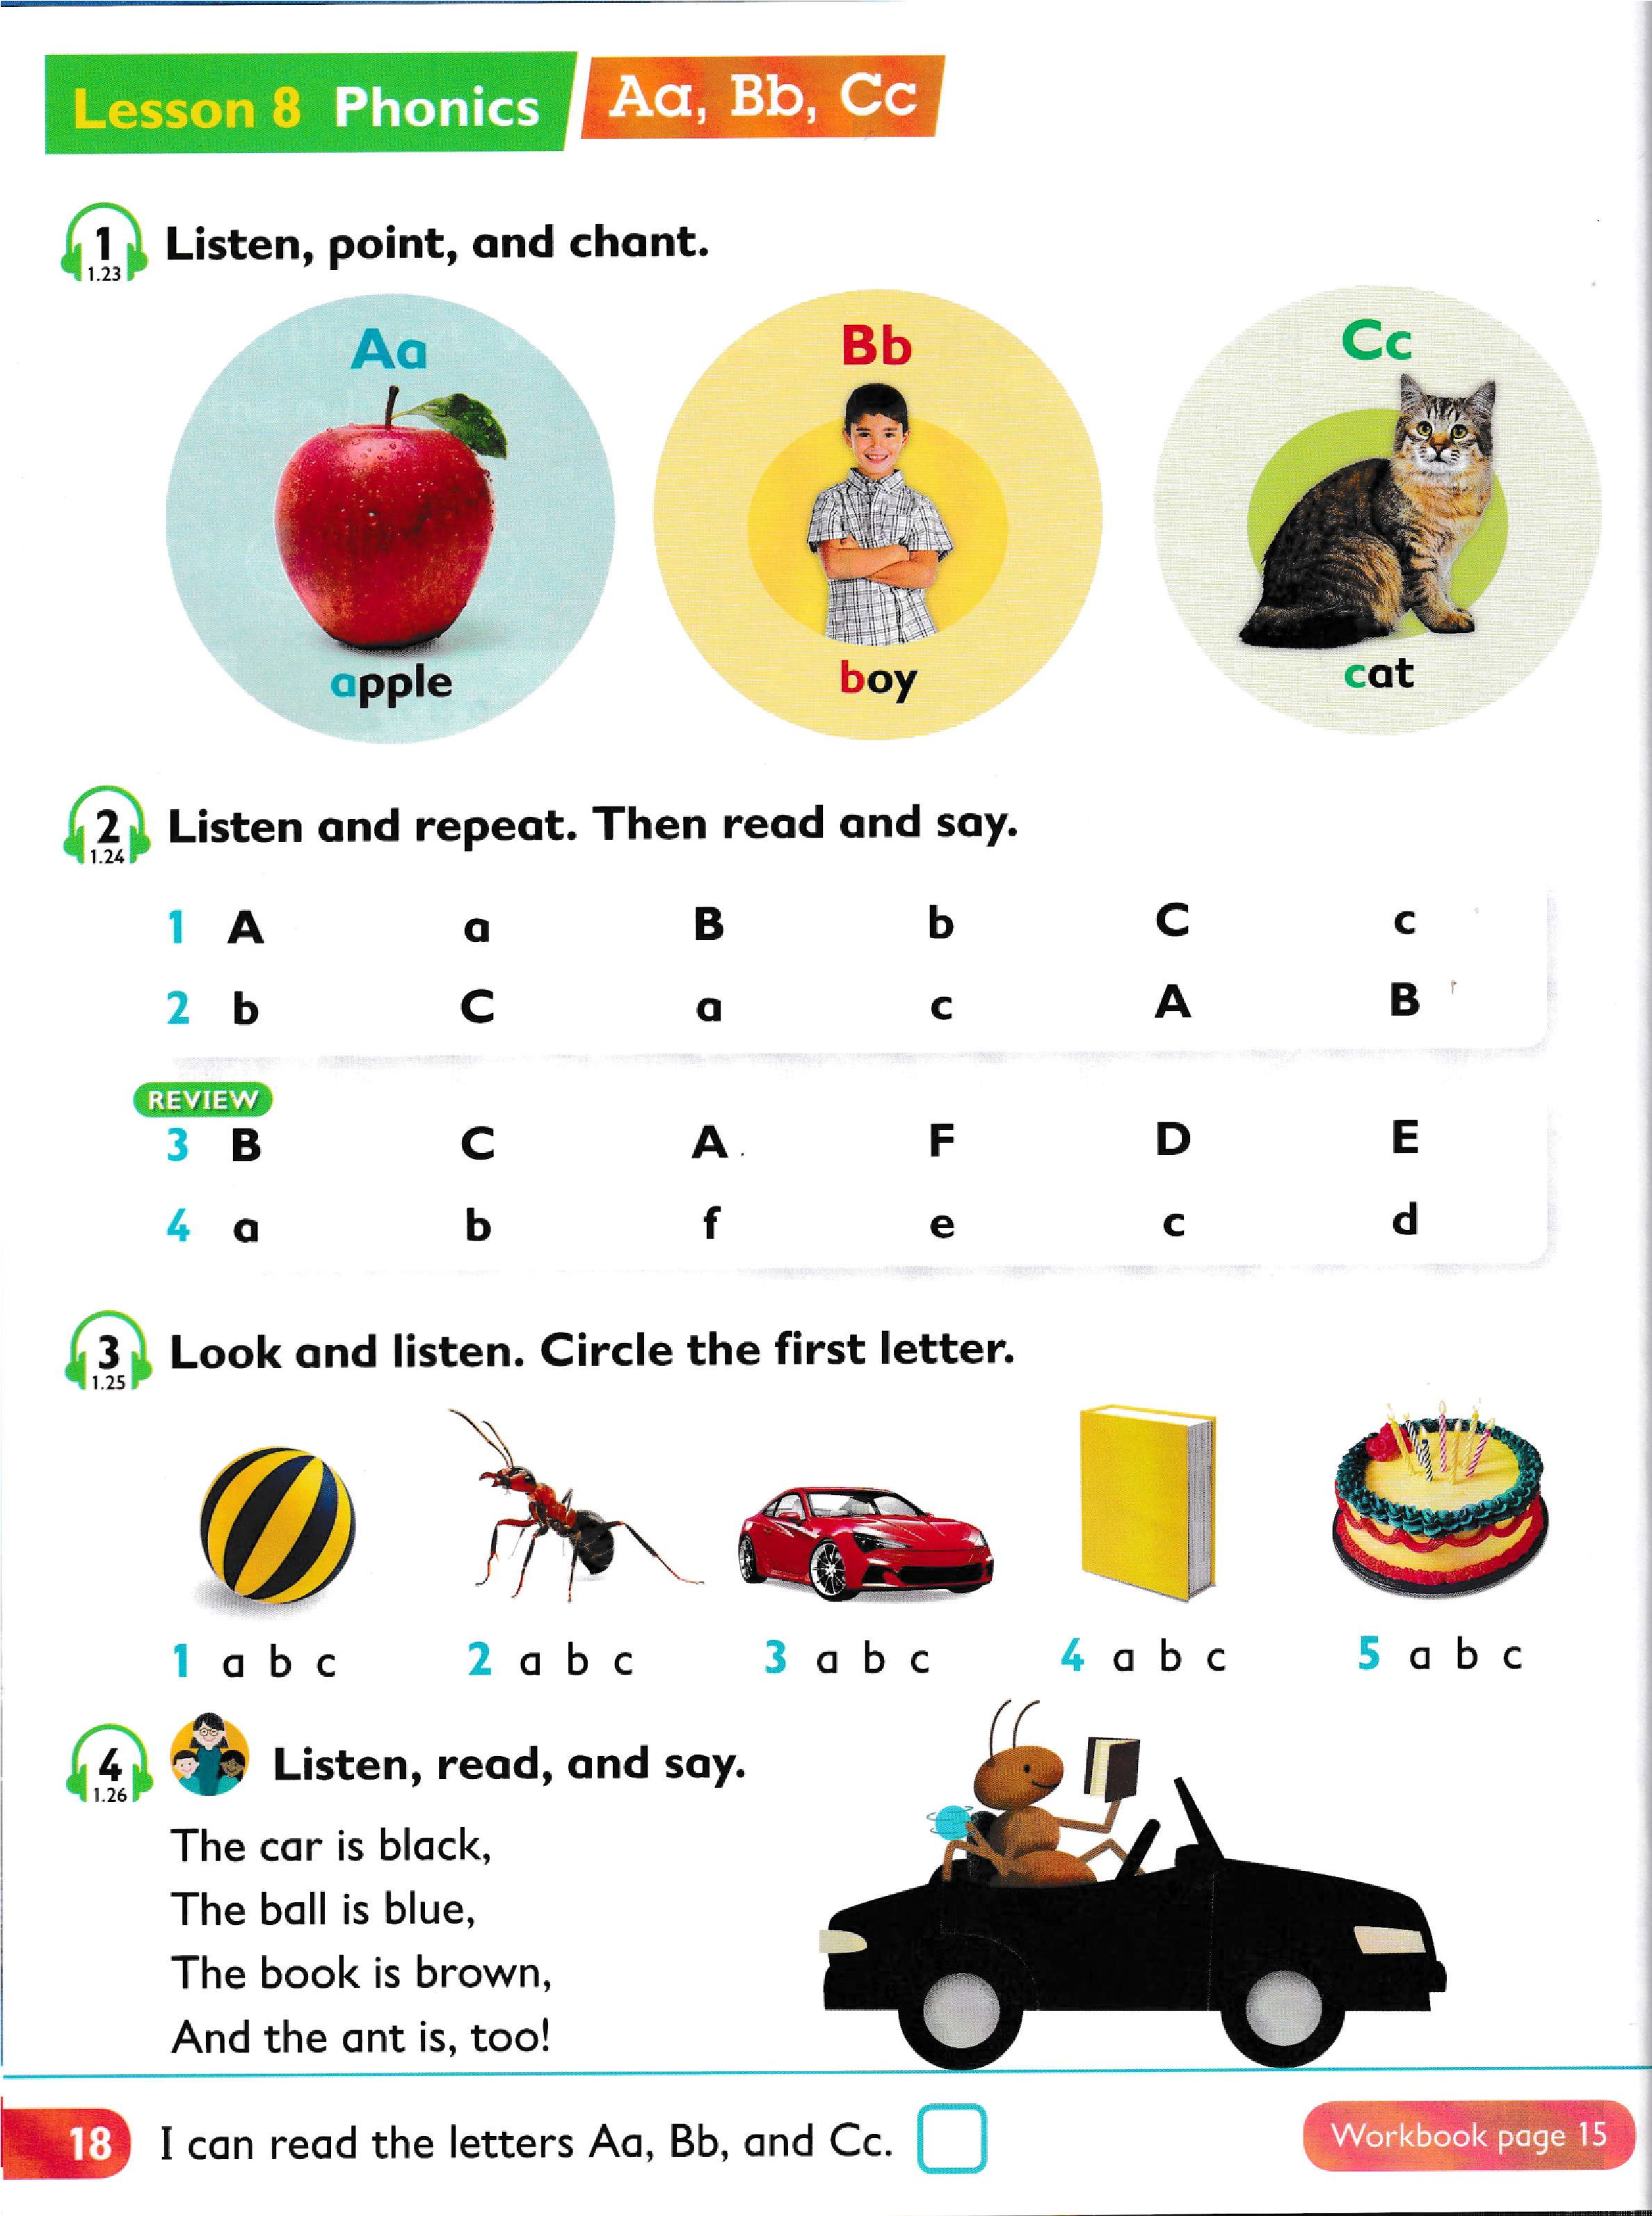 Lesson 8 Phonics
Aa, Bb, Cc
1
1.23
Listen, point, and chant.
Aa
Bb
Cc
apple
boy
cat
2
1.24
Listen and repeat. Then read and say.
1 A a B b C c
2 b C a c A B
REVIEW
3 B C A F D E
4 a b f e c d
3
1.25
Look and listen. Circle the first letter.
1 a b c
2 a b c
3 a b c
4 a b c
5 a b c
4
1.26
Listen, read, and say.
The car is black,
The ball is blue,
The book is brown,
And the ant is, too!
18
I can read the letters Aa, Bb, and Cc.
Workbook page 15